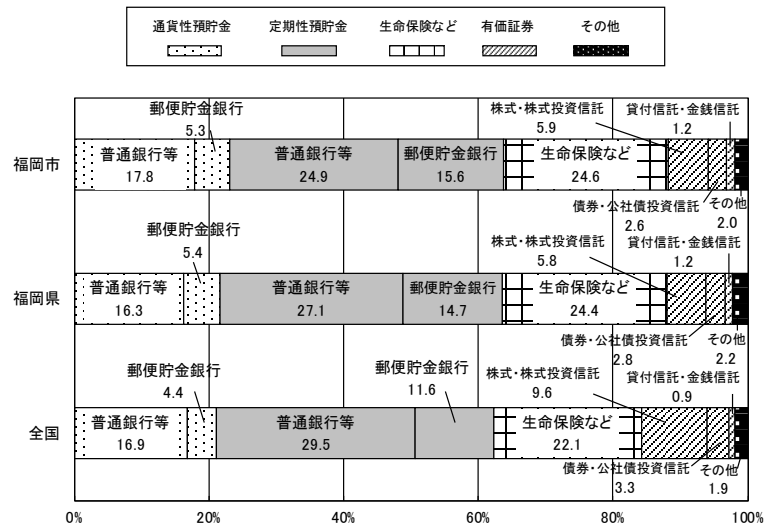 通貨性預貯金 定期性預貯金 生命保険など 有価証券 その他
郵便貯金銀行
5.3
株式・株式投資信託
5.9
貸付信託・金銭信託
1.2
福岡市
普通銀行等
17.8
普通銀行等
24.9
郵便貯金銀行
15.6
生命保険など
24.6
債券・公社債投資信託
2.6
その他
2.0
郵便貯金銀行
5.4
株式・株式投資信託
5.8
貸付信託・金銭信託
1.2
福岡県
普通銀行等
16.3
普通銀行等
27.1
郵便貯金銀行
14.7
生命保険など
24.4
債券・公社債投資信託
2.8
その他
2.2
郵便貯金銀行
4.4
郵便貯金銀行
11.6
株式・株式投資信託
9.6
貸付信託・金銭信託
0.9
全国
普通銀行等
16.9
普通銀行等
29.5
生命保険など
22.1
債券・公社債投資信託
3.3
その他
1.9
0% 20% 40% 60% 80% 100%